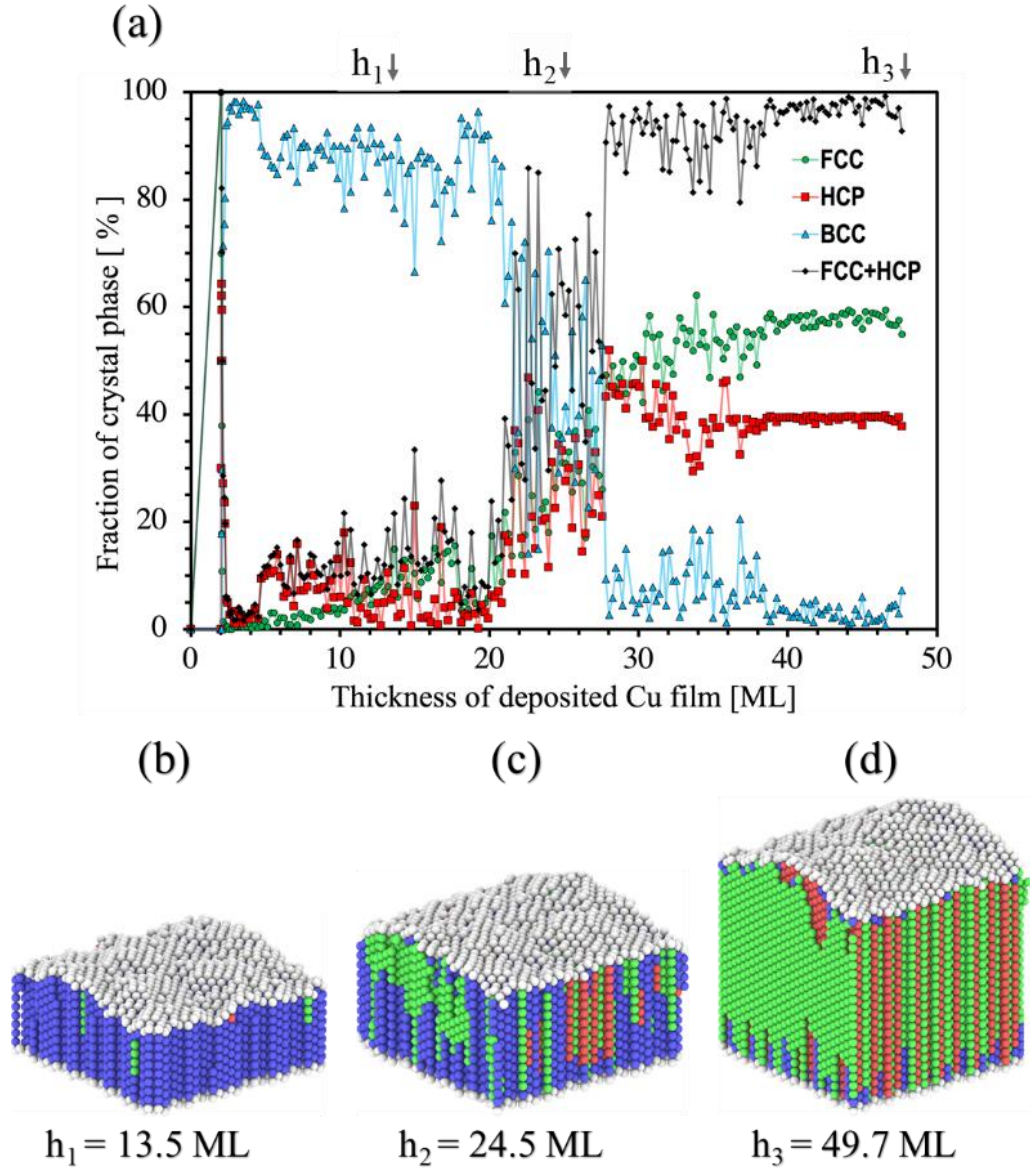 (a)
h1 h2 h3
100
80
60
40
20
0
Fraction of crystal phase [ % ]
FCC
HCP
BCC
FCC+HCP
0 10 20 30 40 50
Thickness of deposited Cu film [ML]
(b) (c) (d)
h1 = 13.5 ML h2 = 24.5 ML h3 = 49.7 ML